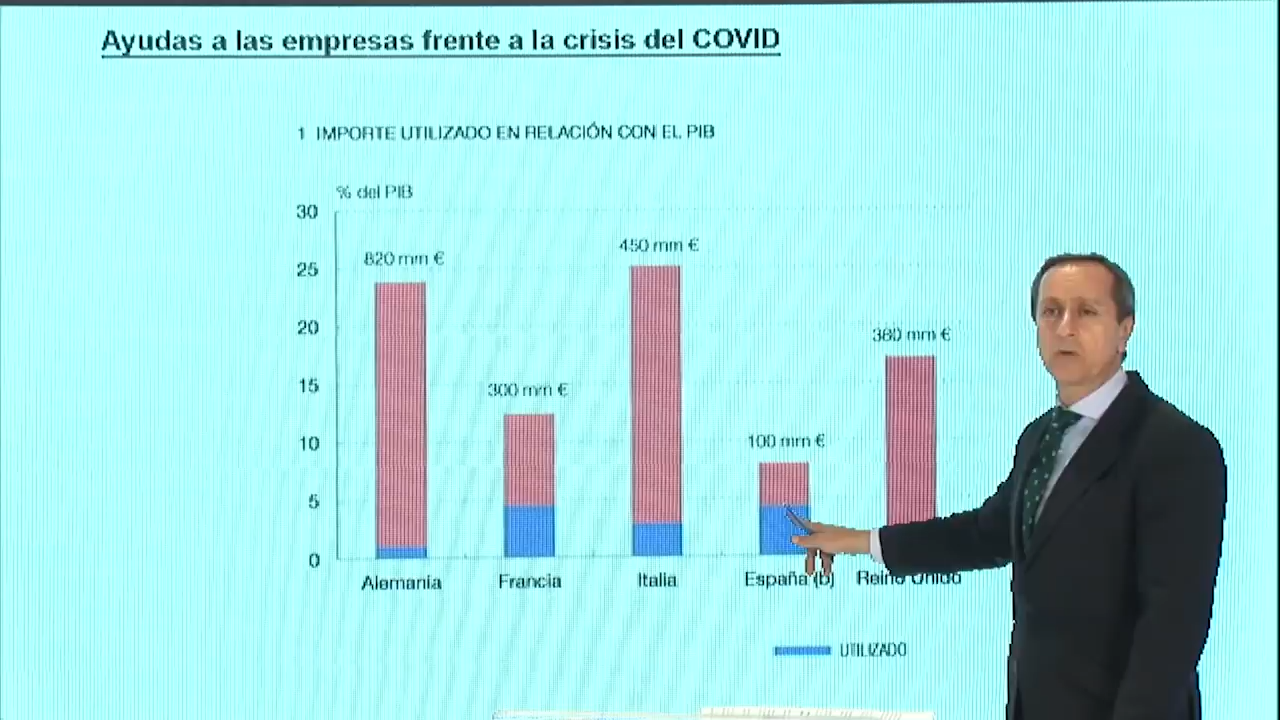 Ayudas a las empresas frente a la crisis del COVID
1 IMPORTE UTILIZADO EN RELACIÓN CON EL PIB
% del PIB
30
25
20
15
10
5
0
820 mm €
300 mm €
450 mm €
100 mm €
380 mm €
Alemania
Francia
Italia
España (b)
Reino Unido
UTILIZADO